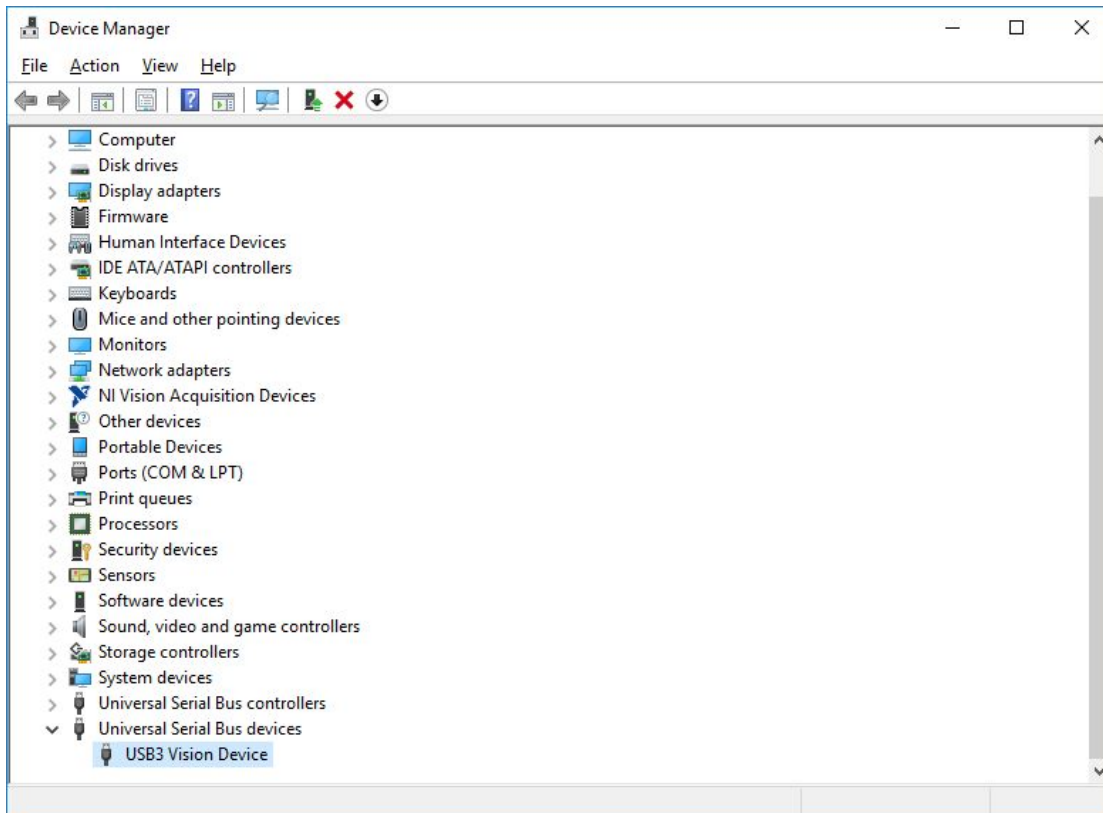 Device Manager
File Action View Help
Computer
Disk drives
Display adapters
Firmware
Human Interface Devices
IDE ATA/ATAPI controllers
Keyboards
Mice and other pointing devices
Monitors
Network adapters
NI Vision Acquisition Devices
Other devices
Portable Devices
Ports (COM & LPT)
Print queues
Processors
Security devices
Sensors
Software devices
Sound, video and game controllers
Storage controllers
System devices
Universal Serial Bus controllers
Universal Serial Bus devices
USB3 Vision Device